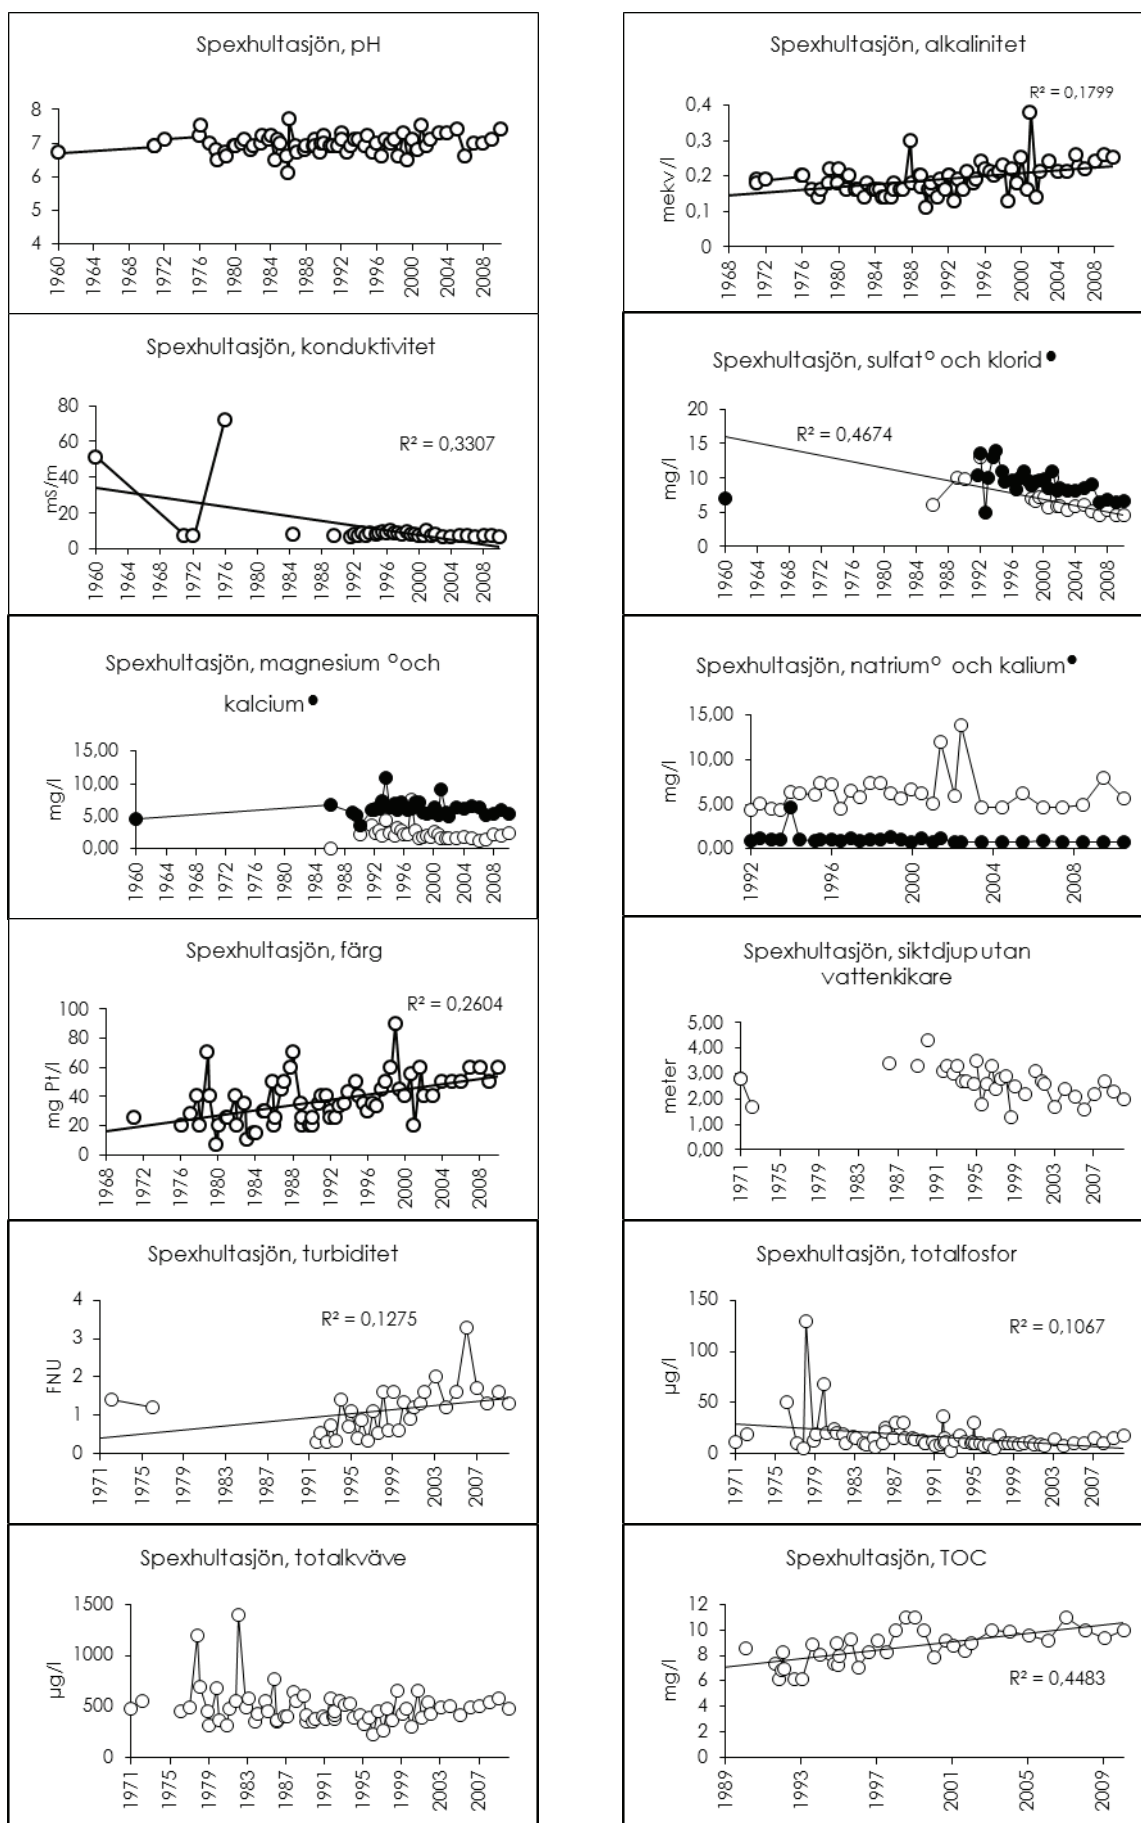 Spexhultasjön, pH
8
7
6
5
4
1960 1964 1968 1972 1976 1980 1984 1988 1992 1996 2000 2004 2008
Spexhultasjön, alkalinitet
R² = 0,1799
mekv/l
0,4
0,3
0,2
0,1
0
1968 1972 1976 1980 1984 1988 1992 1996 2000 2004 2008
Spexhultasjön, konduktivitet
R² = 0,3307
mS/m
80
60
40
20
0
1960 1964 1968 1972 1976 1980 1984 1988 1992 1996 2000 2004 2008
Spexhultasjön, sulfat° och klorid●
R² = 0,4674
mg/l
20
15
10
5
0
1960 1964 1968 1972 1976 1980 1984 1988 1992 1996 2000 2004 2008
Spexhultasjön, magnesium °och
kalcium●
mg/l
15,00
10,00
5,00
0,00
1960 1964 1968 1972 1976 1980 1984 1988 1992 1996 2000 2004 2008
Spexhultasjön, natrium° och kalium●
mg/l
15,00
10,00
5,00
0,00
1992 1996 2000 2004 2008
Spexhultasjön, färg
R² = 0,2604
mg Pt/l
100
80
60
40
20
0
1968 1972 1976 1980 1984 1988 1992 1996 2000 2004 2008
Spexhultasjön, siktdjup utan
vattenkikare
meter
5,00
4,00
3,00
2,00
1,00
0,00
1971 1975 1979 1983 1987 1991 1995 1999 2003 2007
Spexhultasjön, turbiditet
R² = 0,1275
FNU
4
3
2
1
0
1971 1975 1979 1983 1987 1991 1995 1999 2003 2007
Spexhultasjön, totalfosfor
R² = 0,1067
µg/l
150
100
50
0
1971 1975 1979 1983 1987 1991 1995 1999 2003 2007
Spexhultasjön, totalkväve
µg/l
1500
1000
500
0
1971 1975 1979 1983 1987 1991 1995 1999 2003 2007
Spexhultasjön, TOC
R² = 0,4483
mg/l
12
10
8
6
4
2
0
1989 1993 1997 2001 2005 2009